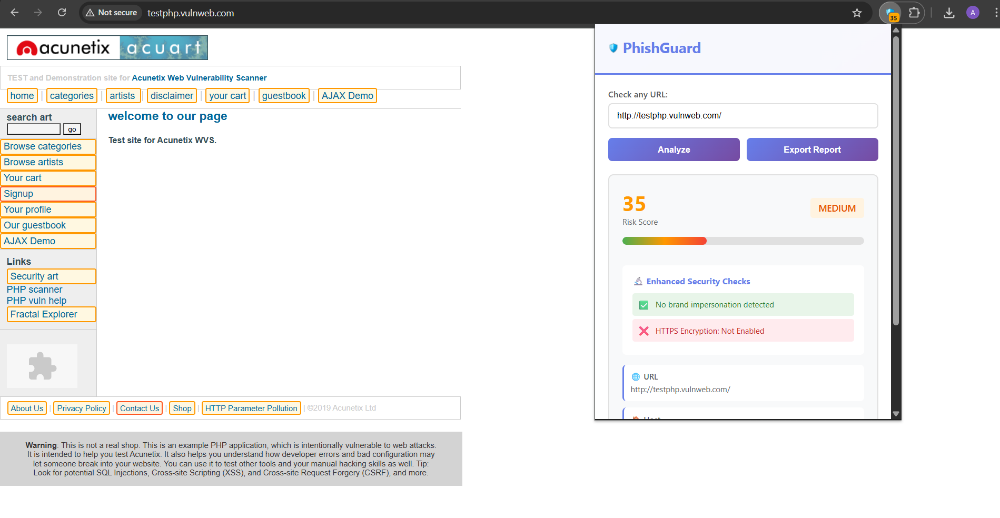 Not secure
testphp.vulnweb.com
35
A
acunetix acuart
TEST and Demonstration site for Acunetix Web Vulnerability Scanner
home | categories | artists | disclaimer | your cart | guestbook | AJAX Demo
search art
go
Browse categories
Browse artists
Your cart
Signup
Your profile
Our guestbook
AJAX Demo
Links
Security art
PHP scanner
PHP vuln help
Fractal Explorer
welcome to our page
Test site for Acunetix WVS.
About Us | Privacy Policy | Contact Us | Shop | HTTP Parameter Pollution | ©2019 Acunetix Ltd
Warning: This is not a real shop. This is an example PHP application, which is intentionally vulnerable to web attacks.
It is intended to help you test Acunetix. It also helps you understand how developer errors and bad configuration may
let someone break into your website. You can use it to test other tools and your manual hacking skills as well. Tip:
Look for potential SQL Injections, Cross-site Scripting (XSS), and Cross-site Request Forgery (CSRF), and more.
PhishGuard
Check any URL:
http://testphp.vulnweb.com/
Analyze
Export Report
35
MEDIUM
Risk Score
Enhanced Security Checks
No brand impersonation detected
HTTPS Encryption: Not Enabled
URL
http://testphp.vulnweb.com/
Host